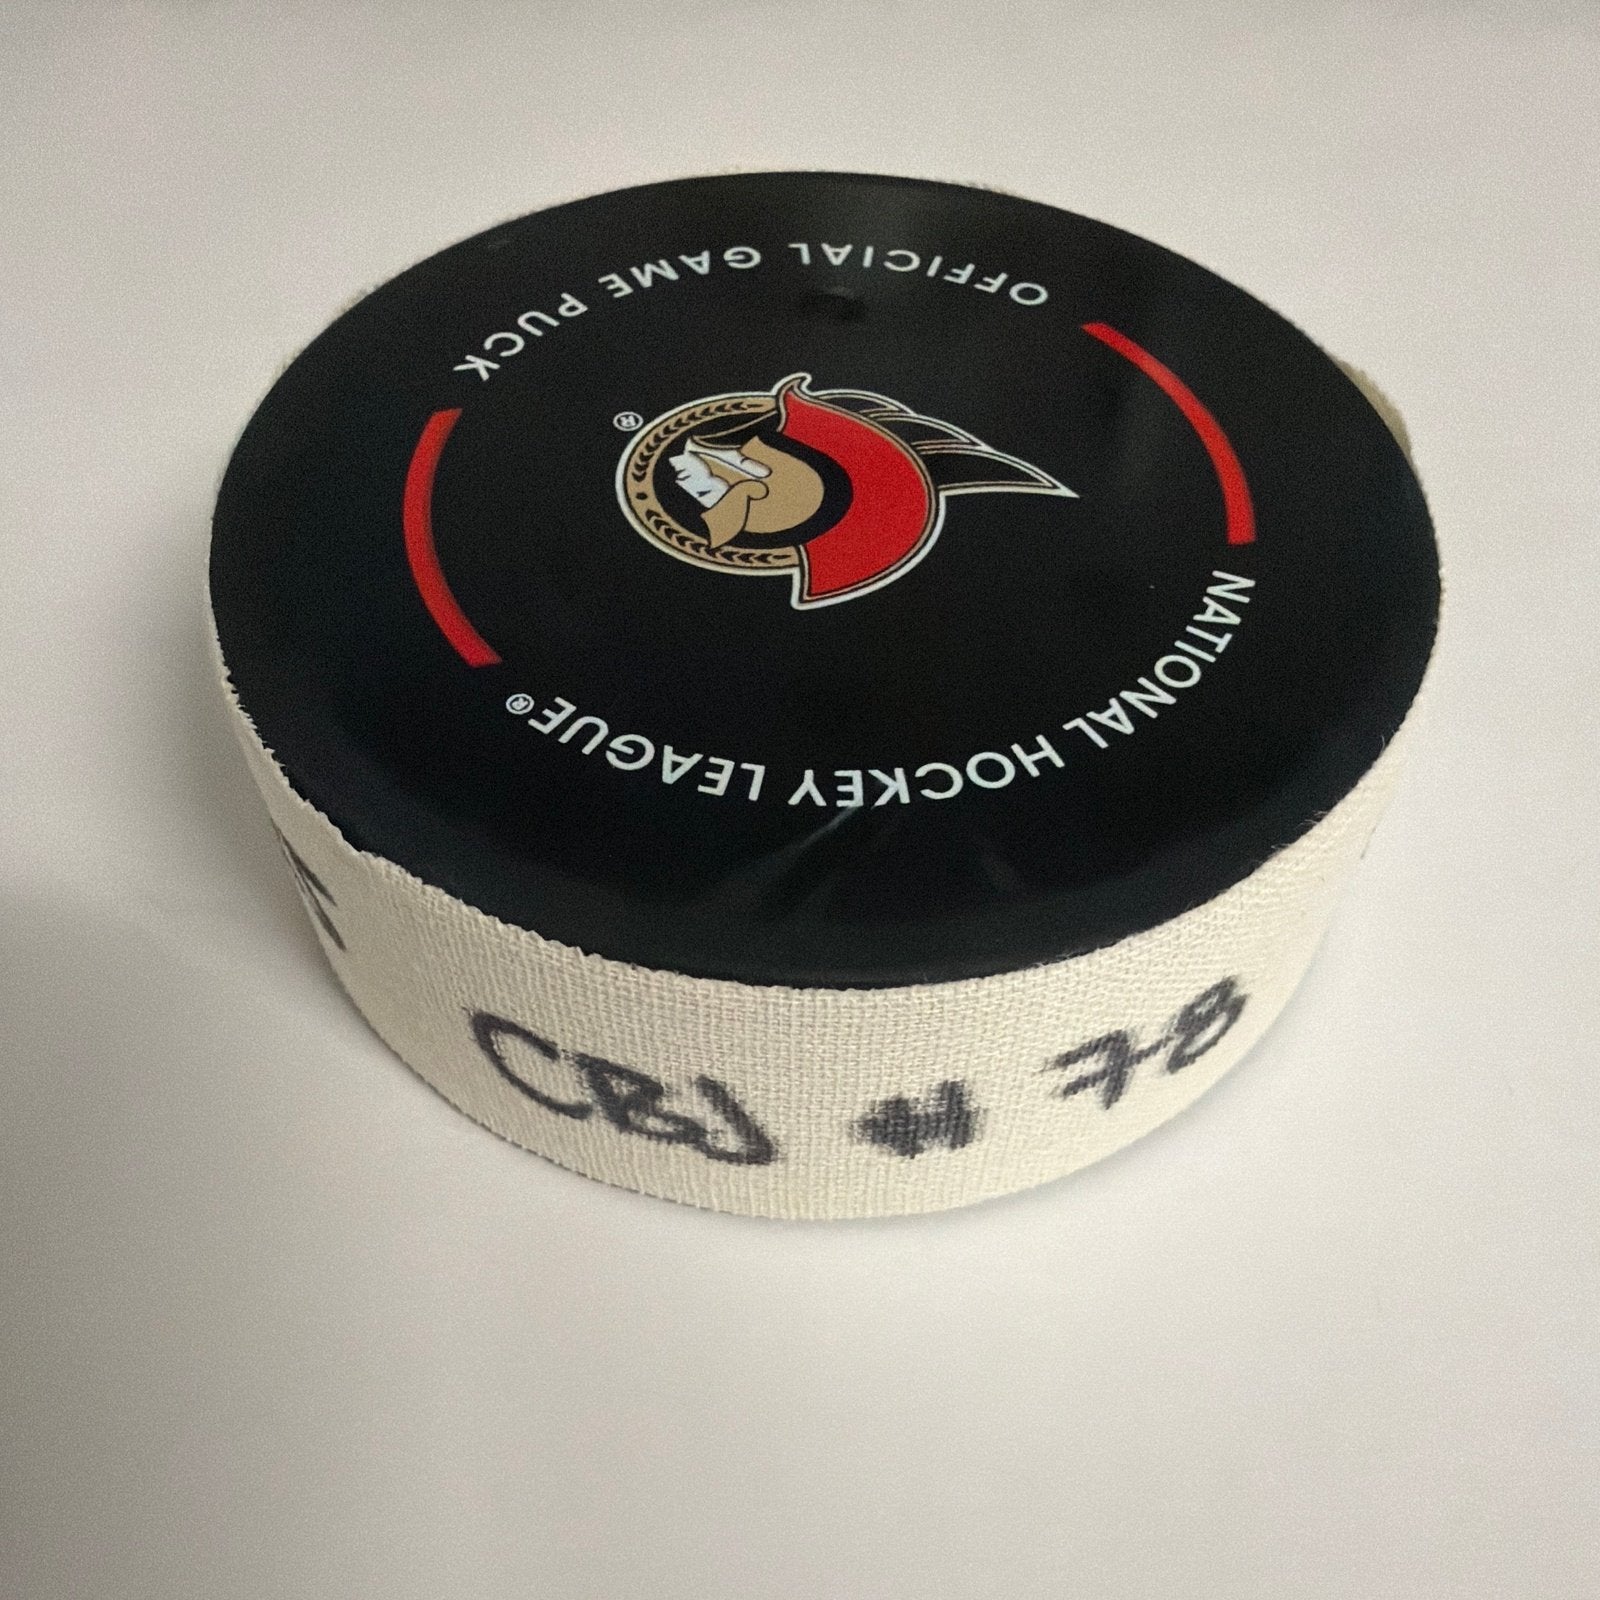 OFFICIAL GAME PUCK
®
NATIONAL HOCKEY LEAGUE®
CBJ # 78